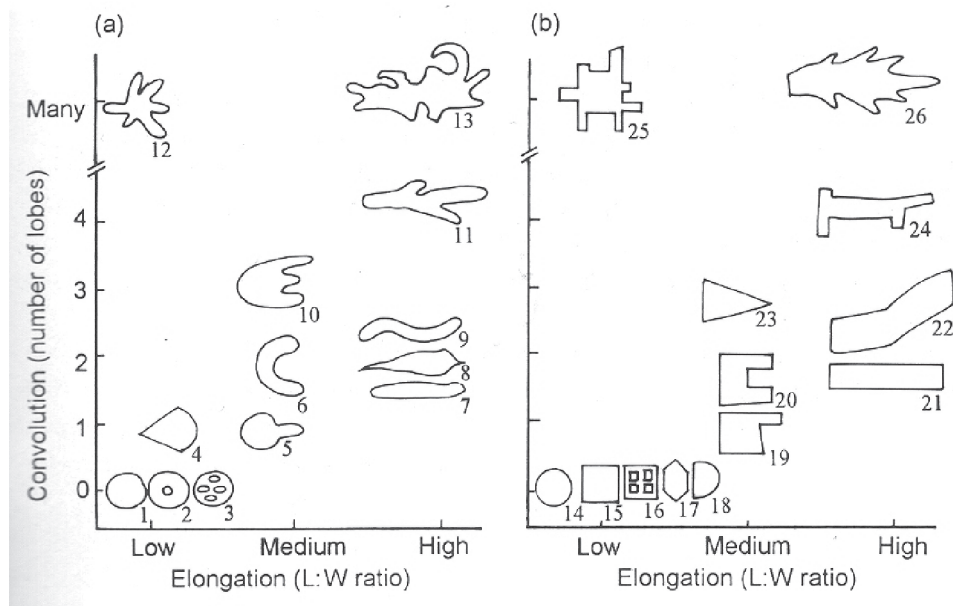 (a)
(b)
Convolution (number of lobes)
Many
4
3
2
1
0
12
13
11
10
9
8
7
6
5
4
1
2
3
Low
Medium
High
Elongation (L:W ratio)
25
26
24
23
22
21
20
19
14
15
16
17
18
Low
Medium
High
Elongation (L:W ratio)